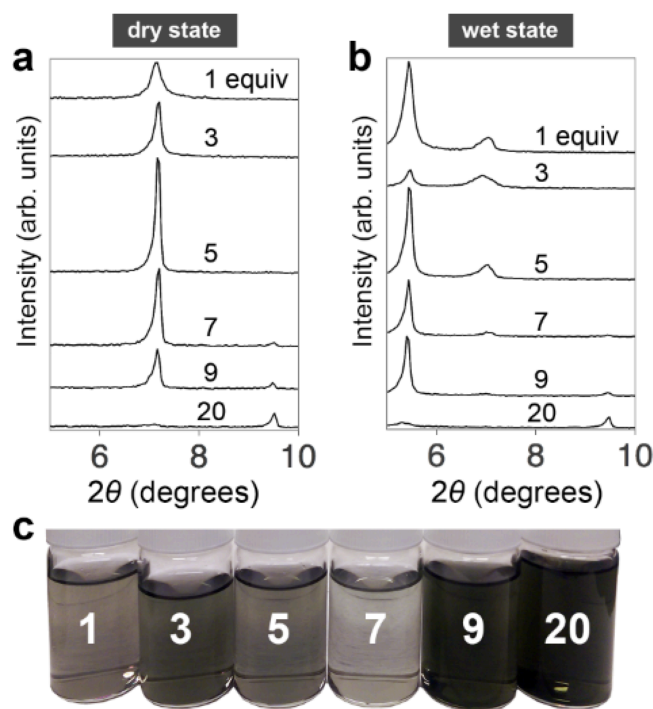 dry state
wet state
a
b
1 equiv
3
5
7
9
20
Intensity (arb. units)
6
8
10
2θ (degrees)
1 equiv
3
5
7
9
20
Intensity (arb. units)
6
8
10
2θ (degrees)
c
1
3
5
7
9
20